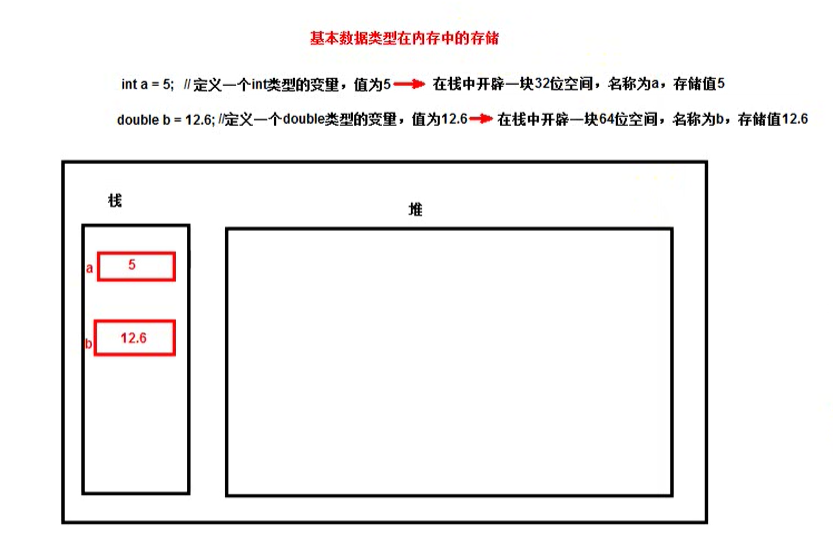 基本数据类型在内存中的存储
int a = 5; // 定义一个int类型的变量，值为5 在栈中开辟一块32位空间，名称为a，存储值5
double b = 12.6; //定义一个double类型的变量，值为12.6 在栈中开辟一块64位空间，名称为b，存储值12.6
栈
堆
a 5
b 12.6